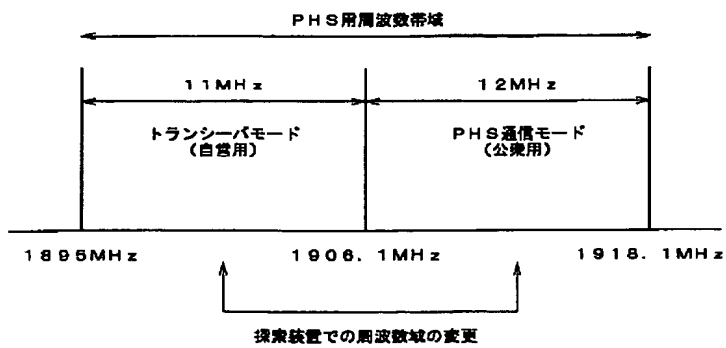 PHS用周波数帯域
11MHz
12MHz
トランシーバモード
(自営用)
PHS通信モード
(公衆用)
1895MHz
1906. 1MHz
1918. 1MHz
探索装置での周波数域の変更